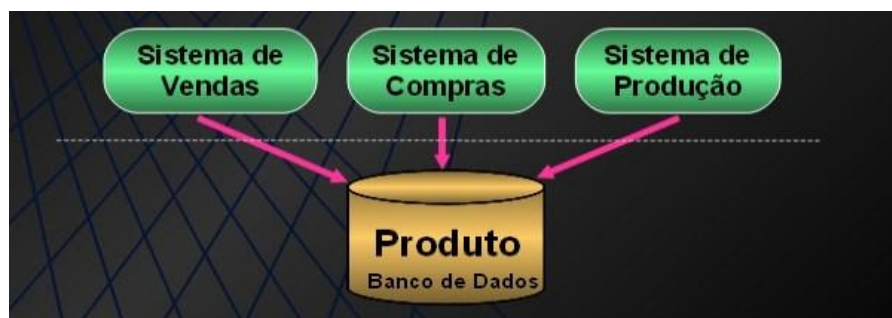 Sistema de
Vendas
Sistema de
Compras
Sistema de
Produção
Produto
Banco de Dados